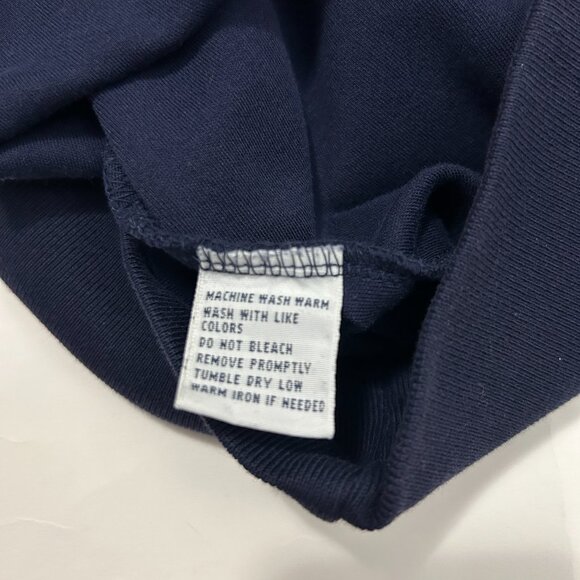 MACHINE WASH WARM
WASH WITH LIKE
COLORS
DO NOT BLEACH
REMOVE PROMPTLY
TUMBLE DRY LOW
WARM IRON IF NEEDED